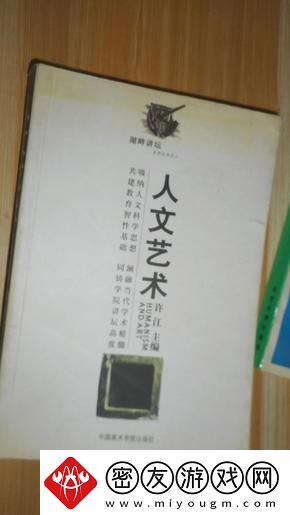 湖畔讲坛
人文艺术
HUMANISM
AND ART
许江 主编
吸纳人文科学思想 涵融当代学术精髓
共建教育智性基础 同铸学院讲坛高度
中国美术学院出版社
密友游戏网
www.miyougm.com